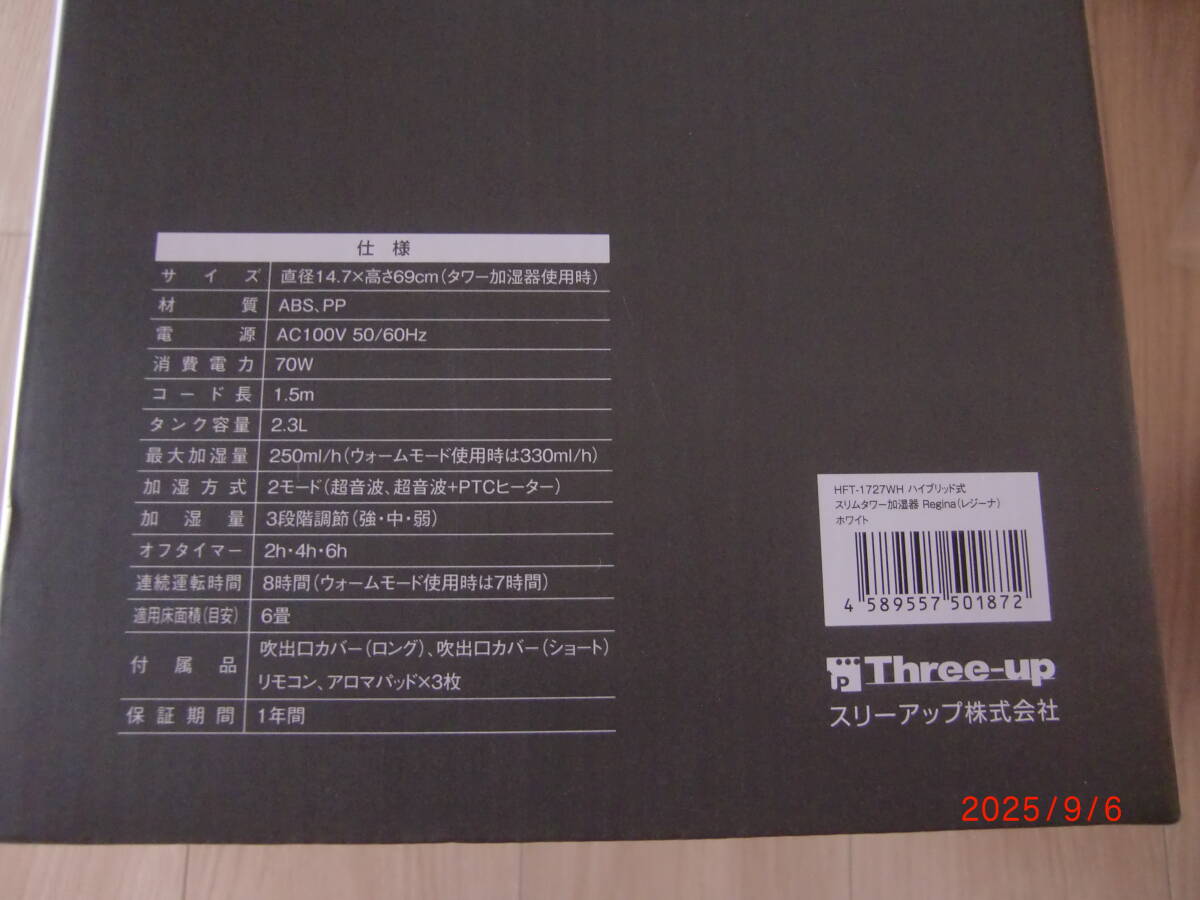 仕様
サイズ 直径14.7×高さ69cm(タワー加湿器使用時)
材質 ABS、PP
電源 AC100V 50/60Hz
消費電力 70W
コード長 1.5m
タンク容量 2.3L
最大加湿量 250ml/h(ウォームモード使用時は330ml/h)
加湿方式 2モード(超音波、超音波+PTCヒーター)
加湿量 3段階調節(強・中・弱)
オフタイマー 2h・4h・6h
連続運転時間 8時間(ウォームモード使用時は7時間)
適用床面積(目安) 6畳
付属品 吹出口カバー(ロング)、吹出口カバー(ショート)
リモコン、アロマパッド×3枚
保証期間 1年間
HFT-1727WH ハイブリッド式
スリムタワー加湿器 Regina(レジーナ)
ホワイト
4 589557 501872
P Three-up
スリーアップ株式会社
2025/9/6